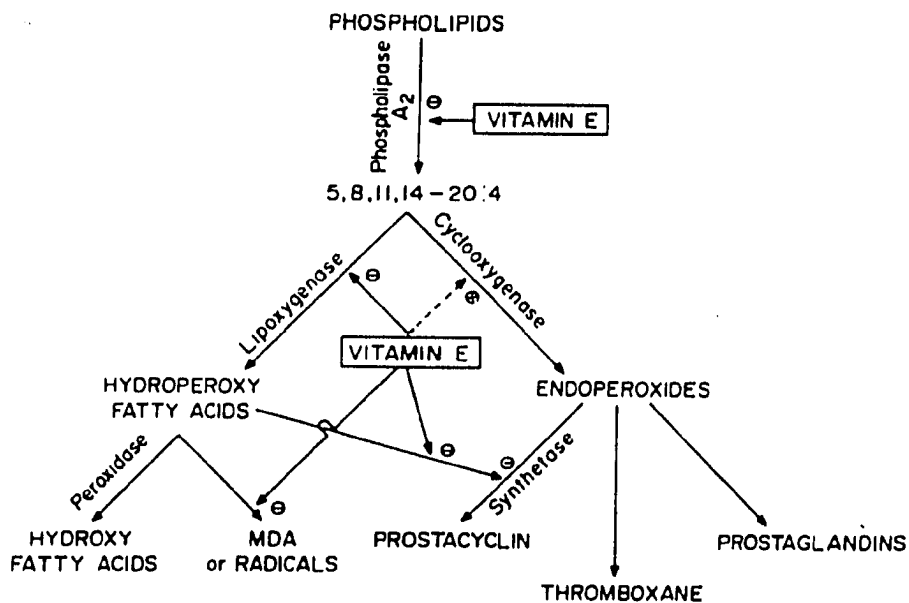 PHOSPHOLIPIDS
Phospholipase
A2
⊖
VITAMIN E
5,8,11,14-20:4
Lipoxygenase
⊖
⊕
Cyclooxygenase
VITAMIN E
HYDROPEROXY
FATTY ACIDS
ENDOPEROXIDES
Peroxidase
⊖
⊖
⊖
Synthetase
HYDROXY
FATTY ACIDS
MDA
or RADICALS
PROSTACYCLIN
PROSTAGLANDINS
THROMBOXANE